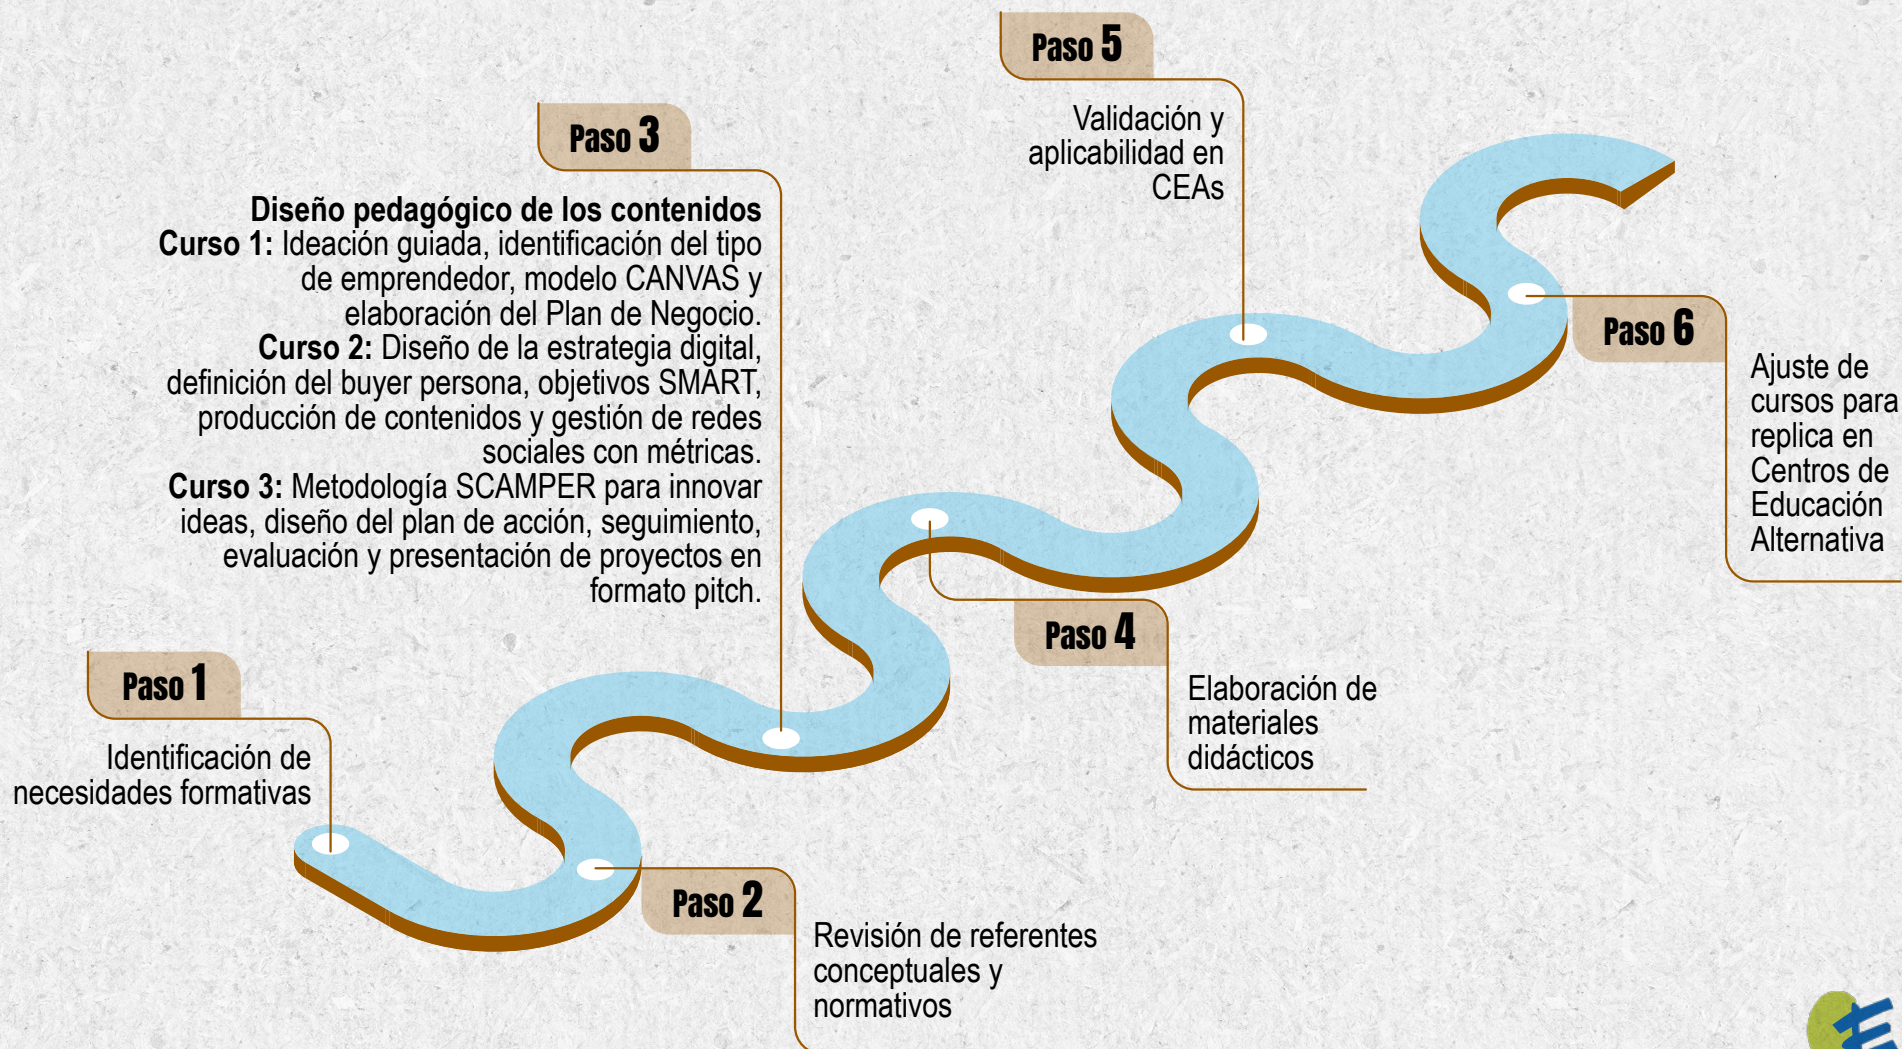 Paso 1
Identificación de
necesidades formativas
Paso 2
Revisión de referentes
conceptuales y
normativos
Paso 3
Diseño pedagógico de los contenidos
Curso 1: Ideación guiada, identificación del tipo
de emprendedor, modelo CANVAS y
elaboración del Plan de Negocio.
Curso 2: Diseño de la estrategia digital,
definición del buyer persona, objetivos SMART,
producción de contenidos y gestión de redes
sociales con métricas.
Curso 3: Metodología SCAMPER para innovar
ideas, diseño del plan de acción, seguimiento,
evaluación y presentación de proyectos en
formato pitch.
Paso 4
Elaboración de
materiales
didácticos
Paso 5
Validación y
aplicabilidad en
CEAs
Paso 6
Ajuste de
cursos para
replica en
Centros de
Educación
Alternativa